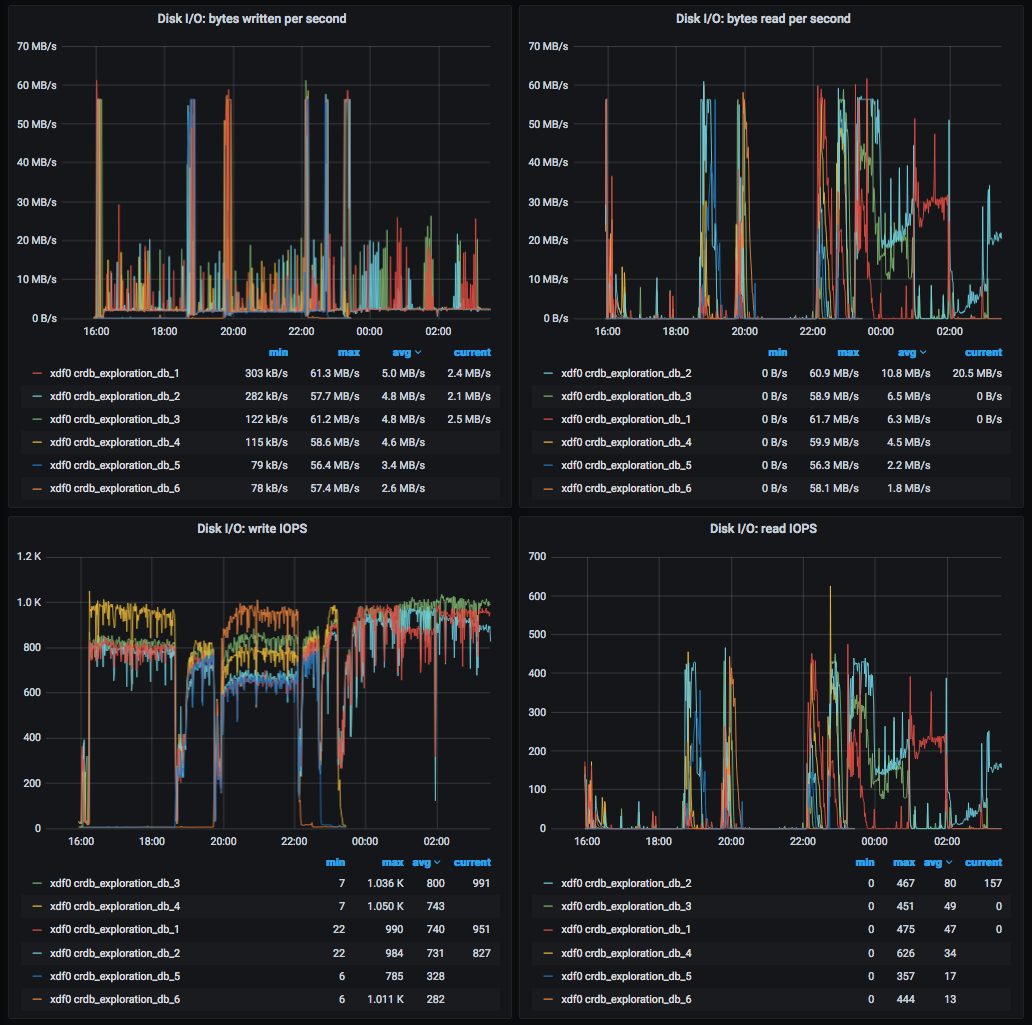 Disk I/O: bytes written per second
70 MB/s
60 MB/s
50 MB/s
40 MB/s
30 MB/s
20 MB/s
10 MB/s
0 B/s
16:00 18:00 20:00 22:00 00:00 02:00
min max avg current
xdf0 crdb_exploration_db_1 303 kB/s 61.3 MB/s 5.0 MB/s 2.4 MB/s
xdf0 crdb_exploration_db_2 282 kB/s 57.7 MB/s 4.8 MB/s 2.1 MB/s
xdf0 crdb_exploration_db_3 122 kB/s 61.2 MB/s 4.8 MB/s 2.5 MB/s
xdf0 crdb_exploration_db_4 115 kB/s 58.6 MB/s 4.6 MB/s
xdf0 crdb_exploration_db_5 79 kB/s 56.4 MB/s 3.4 MB/s
xdf0 crdb_exploration_db_6 78 kB/s 57.4 MB/s 2.6 MB/s
Disk I/O: bytes read per second
70 MB/s
60 MB/s
50 MB/s
40 MB/s
30 MB/s
20 MB/s
10 MB/s
0 B/s
16:00 18:00 20:00 22:00 00:00 02:00
min max avg current
xdf0 crdb_exploration_db_2 0 B/s 60.9 MB/s 10.8 MB/s 20.5 MB/s
xdf0 crdb_exploration_db_3 0 B/s 58.9 MB/s 6.5 MB/s 0 B/s
xdf0 crdb_exploration_db_1 0 B/s 61.7 MB/s 6.3 MB/s 0 B/s
xdf0 crdb_exploration_db_4 0 B/s 59.9 MB/s 4.5 MB/s
xdf0 crdb_exploration_db_5 0 B/s 56.3 MB/s 2.2 MB/s
xdf0 crdb_exploration_db_6 0 B/s 58.1 MB/s 1.8 MB/s
Disk I/O: write IOPS
1.2 K
1.0 K
800
600
400
200
0
16:00 18:00 20:00 22:00 00:00 02:00
min max avg current
xdf0 crdb_exploration_db_3 7 1.036 K 800 991
xdf0 crdb_exploration_db_4 7 1.050 K 743
xdf0 crdb_exploration_db_1 22 990 740 951
xdf0 crdb_exploration_db_2 22 984 731 827
xdf0 crdb_exploration_db_5 6 785 328
xdf0 crdb_exploration_db_6 6 1.011 K 282
Disk I/O: read IOPS
700
600
500
400
300
200
100
0
16:00 18:00 20:00 22:00 00:00 02:00
min max avg current
xdf0 crdb_exploration_db_2 0 467 80 157
xdf0 crdb_exploration_db_3 0 451 49 0
xdf0 crdb_exploration_db_1 0 475 47 0
xdf0 crdb_exploration_db_4 0 626 34
xdf0 crdb_exploration_db_5 0 357 17
xdf0 crdb_exploration_db_6 0 444 13